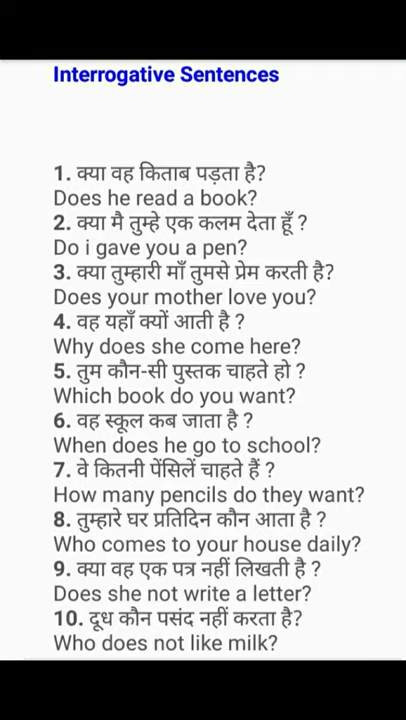 Interrogative Sentences
1. क्या वह किताब पड़ता है?
Does he read a book?
2. क्या मै तुम्हे एक कलम देता हूँ ?
Do i gave you a pen?
3. क्या तुम्हारी माँ तुमसे प्रेम करती है?
Does your mother love you?
4. वह यहाँ क्यों आती है ?
Why does she come here?
5. तुम कौन-सी पुस्तक चाहते हो ?
Which book do you want?
6. वह स्कूल कब जाता है ?
When does he go to school?
7. वे कितनी पेंसिलें चाहते हैं ?
How many pencils do they want?
8. तुम्हारे घर प्रतिदिन कौन आता है ?
Who comes to your house daily?
9. क्या वह एक पत्र नहीं लिखती है ?
Does she not write a letter?
10. दूध कौन पसंद नहीं करता है?
Who does not like milk?